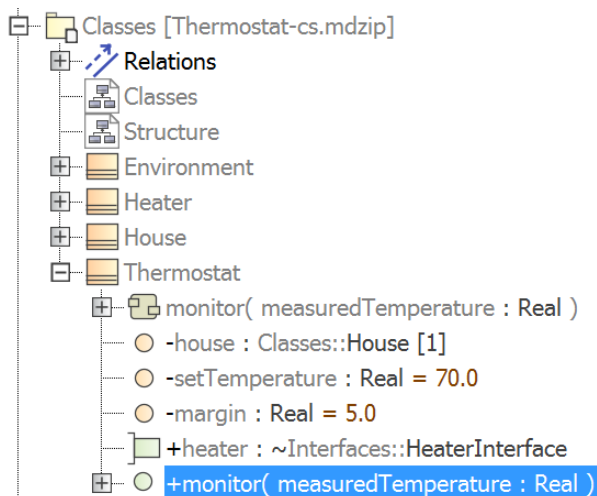 Classes [Thermostat-cs.mdzip]
Relations
Classes
Structure
Environment
Heater
House
Thermostat
monitor( measuredTemperature : Real )
-house : Classes::House [1]
-setTemperature : Real = 70.0
-margin : Real = 5.0
+heater : ~Interfaces::HeaterInterface
+monitor( measuredTemperature : Real )